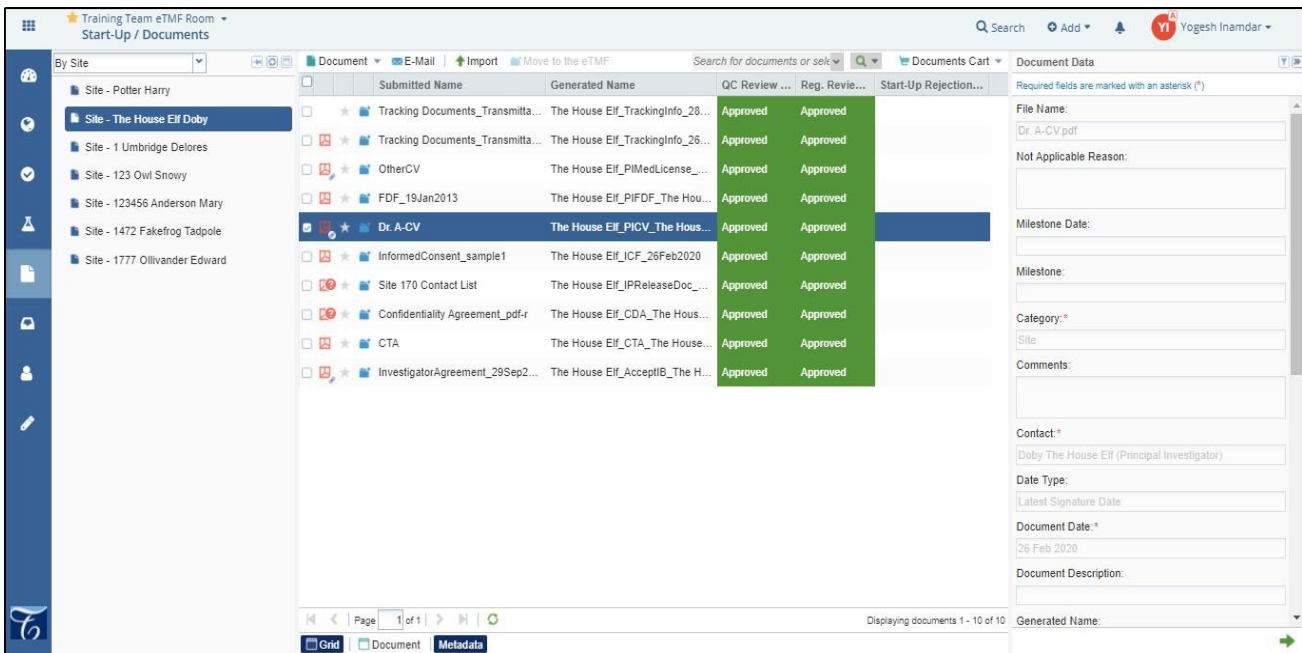 Training Team eTMF Room
Start-Up / Documents
Search
Add
A
YI
Yogesh Inamdar
By Site
Site - Potter Harry
Site - The House Elf Doby
Site - 1 Umbridge Delores
Site - 123 Owl Snowy
Site - 123456 Anderson Mary
Site - 1472 Fakefrog Tadpole
Site - 1777 Ollivander Edward
Document E-Mail Import Move to the eTMF Search for documents or sele Documents Cart
Submitted Name Generated Name QC Review ... Reg. Revie... Start-Up Rejection...
Tracking Documents_Transmitta... The House Elf_TrackingInfo_28... Approved Approved
Tracking Documents_Transmitta... The House Elf_TrackingInfo_26... Approved Approved
OtherCV The House Elf_PIMedLicense_... Approved Approved
FDF_19Jan2013 The House Elf_PIFDF_The Hou... Approved Approved
Dr. A-CV The House Elf_PICV_The Hous... Approved Approved
InformedConsent_sample1 The House Elf_ICF_26Feb2020 Approved Approved
Site 170 Contact List The House Elf_IPReleaseDoc_... Approved Approved
Confidentiality Agreement_pdf-r The House Elf_CDA_The Hous... Approved Approved
CTA The House Elf_CTA_The House... Approved Approved
InvestigatorAgreement_29Sep2... The House Elf_AcceptIB_The H... Approved Approved
Page 1 of 1 Displaying documents 1 - 10 of 10
Grid Document Metadata
Document Data
Required fields are marked with an asterisk (*)
File Name:
Dr. A-CV.pdf
Not Applicable Reason:
Milestone Date:
Milestone:
Category:*
Site
Comments:
Contact:*
Doby The House Elf (Principal Investigator)
Date Type:
Latest Signature Date
Document Date:*
26 Feb 2020
Document Description:
Generated Name: